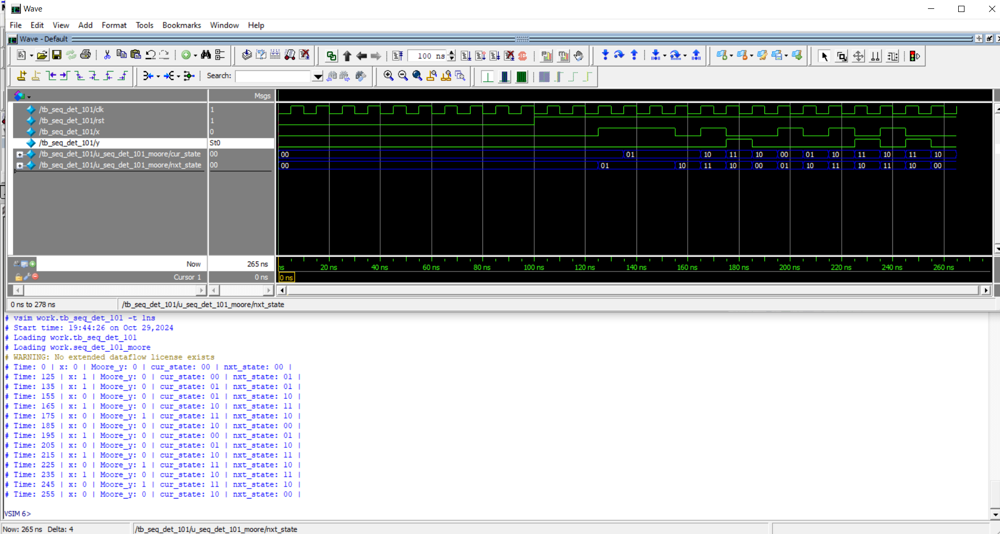 Wave
File Edit View Add Format Tools Bookmarks Window Help
Wave - Default
100 ns
Search:
Msgs
/tb_seq_det_101/clk 1
/tb_seq_det_101/rst 1
/tb_seq_det_101/x 0
/tb_seq_det_101/y St0
/tb_seq_det_101/u_seq_det_101_moore/cur_state 00 00 01 10 11 10 00 01 10 11 10 11 10
/tb_seq_det_101/u_seq_det_101_moore/nxt_state 00 00 01 10 11 10 00 01 10 11 10 11 10 00
Now 265 ns ns 20 ns 40 ns 60 ns 80 ns 100 ns 120 ns 140 ns 160 ns 180 ns 200 ns 220 ns 240 ns 260 ns
Cursor 1 0 ns 0 ns
0 ns to 278 ns /tb_seq_det_101/u_seq_det_101_moore/nxt_state
# vsim work.tb_seq_det_101 -t 1ns
# Start time: 19:44:26 on Oct 29,2024
# Loading work.tb_seq_det_101
# Loading work.seq_det_101_moore
# WARNING: No extended dataflow license exists
# Time: 0 | x: 0 | Moore_y: 0 | cur_state: 00 | nxt_state: 00 |
# Time: 125 | x: 1 | Moore_y: 0 | cur_state: 00 | nxt_state: 01 |
# Time: 135 | x: 1 | Moore_y: 0 | cur_state: 01 | nxt_state: 01 |
# Time: 155 | x: 0 | Moore_y: 0 | cur_state: 01 | nxt_state: 10 |
# Time: 165 | x: 1 | Moore_y: 0 | cur_state: 10 | nxt_state: 11 |
# Time: 175 | x: 0 | Moore_y: 1 | cur_state: 11 | nxt_state: 10 |
# Time: 185 | x: 0 | Moore_y: 0 | cur_state: 10 | nxt_state: 00 |
# Time: 195 | x: 1 | Moore_y: 0 | cur_state: 00 | nxt_state: 01 |
# Time: 205 | x: 0 | Moore_y: 0 | cur_state: 01 | nxt_state: 10 |
# Time: 215 | x: 1 | Moore_y: 0 | cur_state: 10 | nxt_state: 11 |
# Time: 225 | x: 0 | Moore_y: 1 | cur_state: 11 | nxt_state: 10 |
# Time: 235 | x: 1 | Moore_y: 0 | cur_state: 10 | nxt_state: 11 |
# Time: 245 | x: 0 | Moore_y: 1 | cur_state: 11 | nxt_state: 10 |
# Time: 255 | x: 0 | Moore_y: 0 | cur_state: 10 | nxt_state: 00 |
VSIM 6>
Now: 265 ns Delta: 4 /tb_seq_det_101/u_seq_det_101_moore/nxt_state